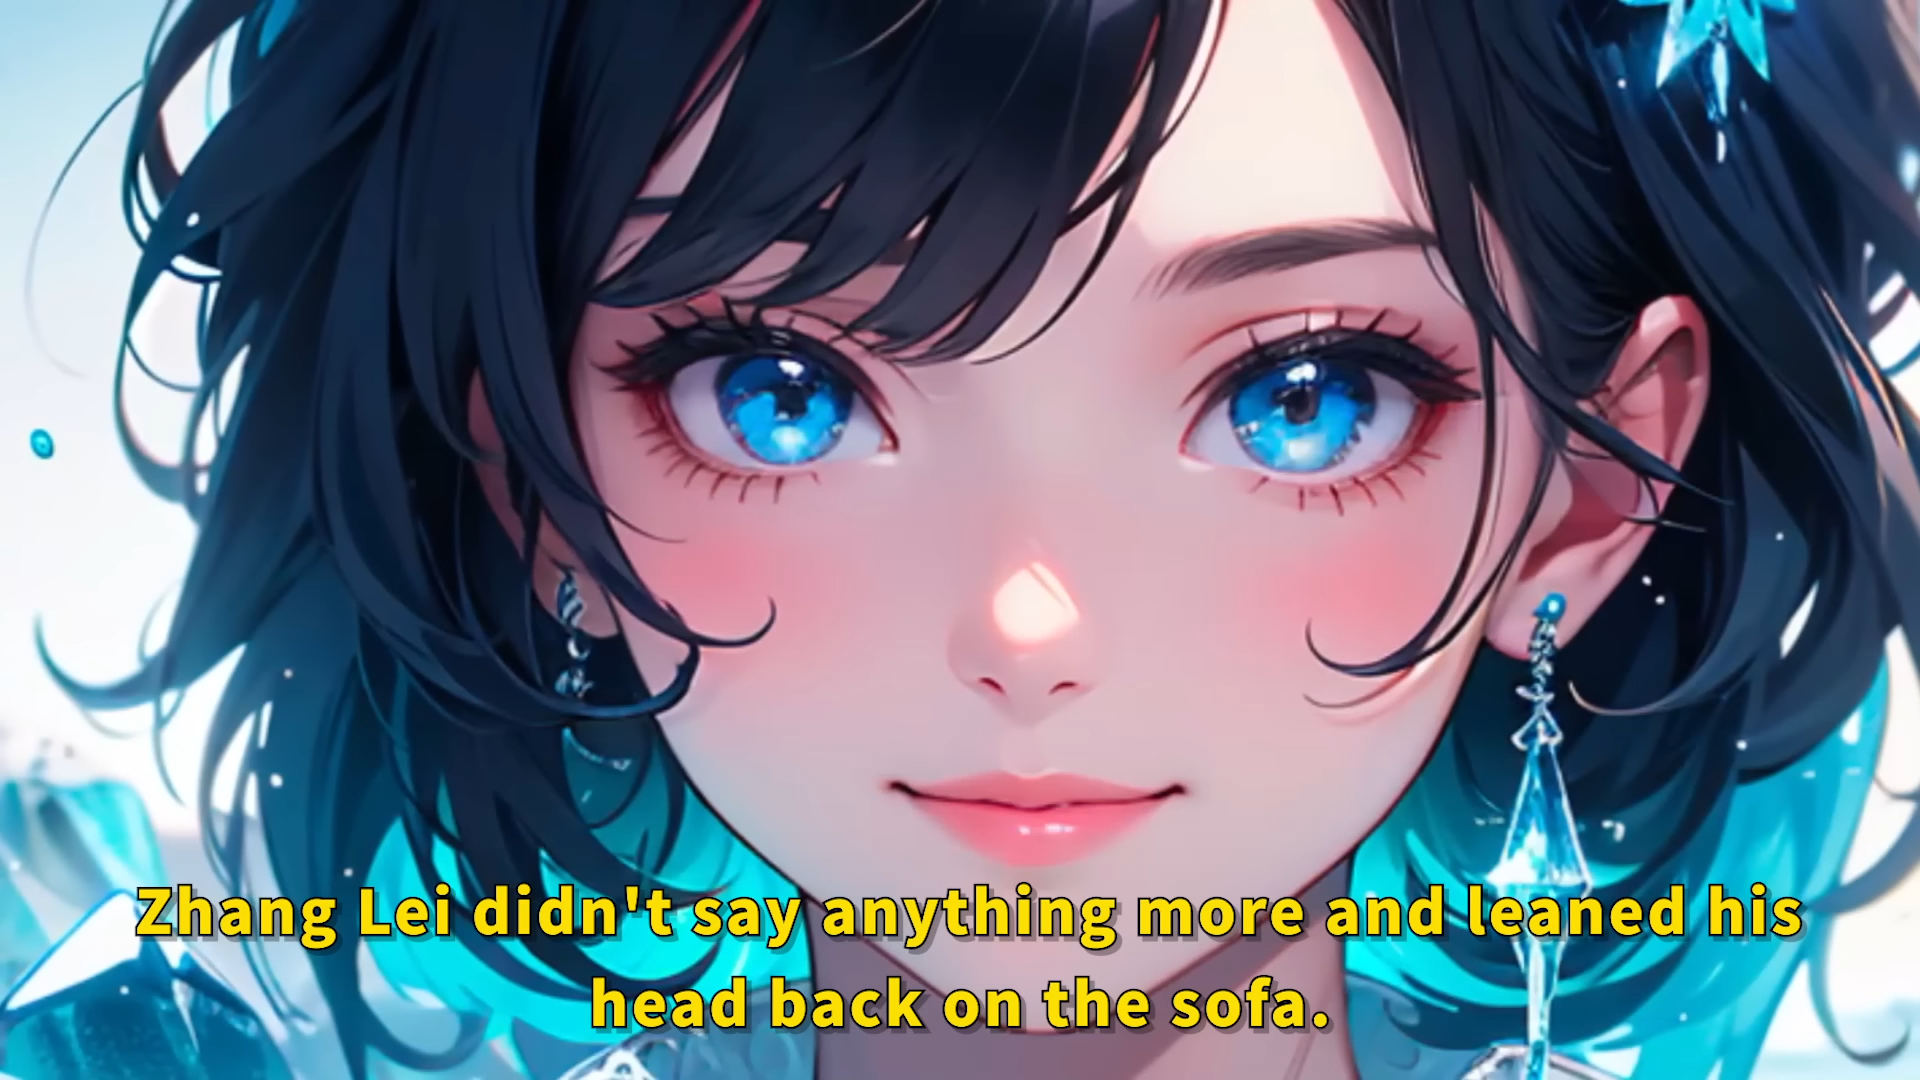 Zhang Lei didn't say anything more and leaned his
head back on the sofa.